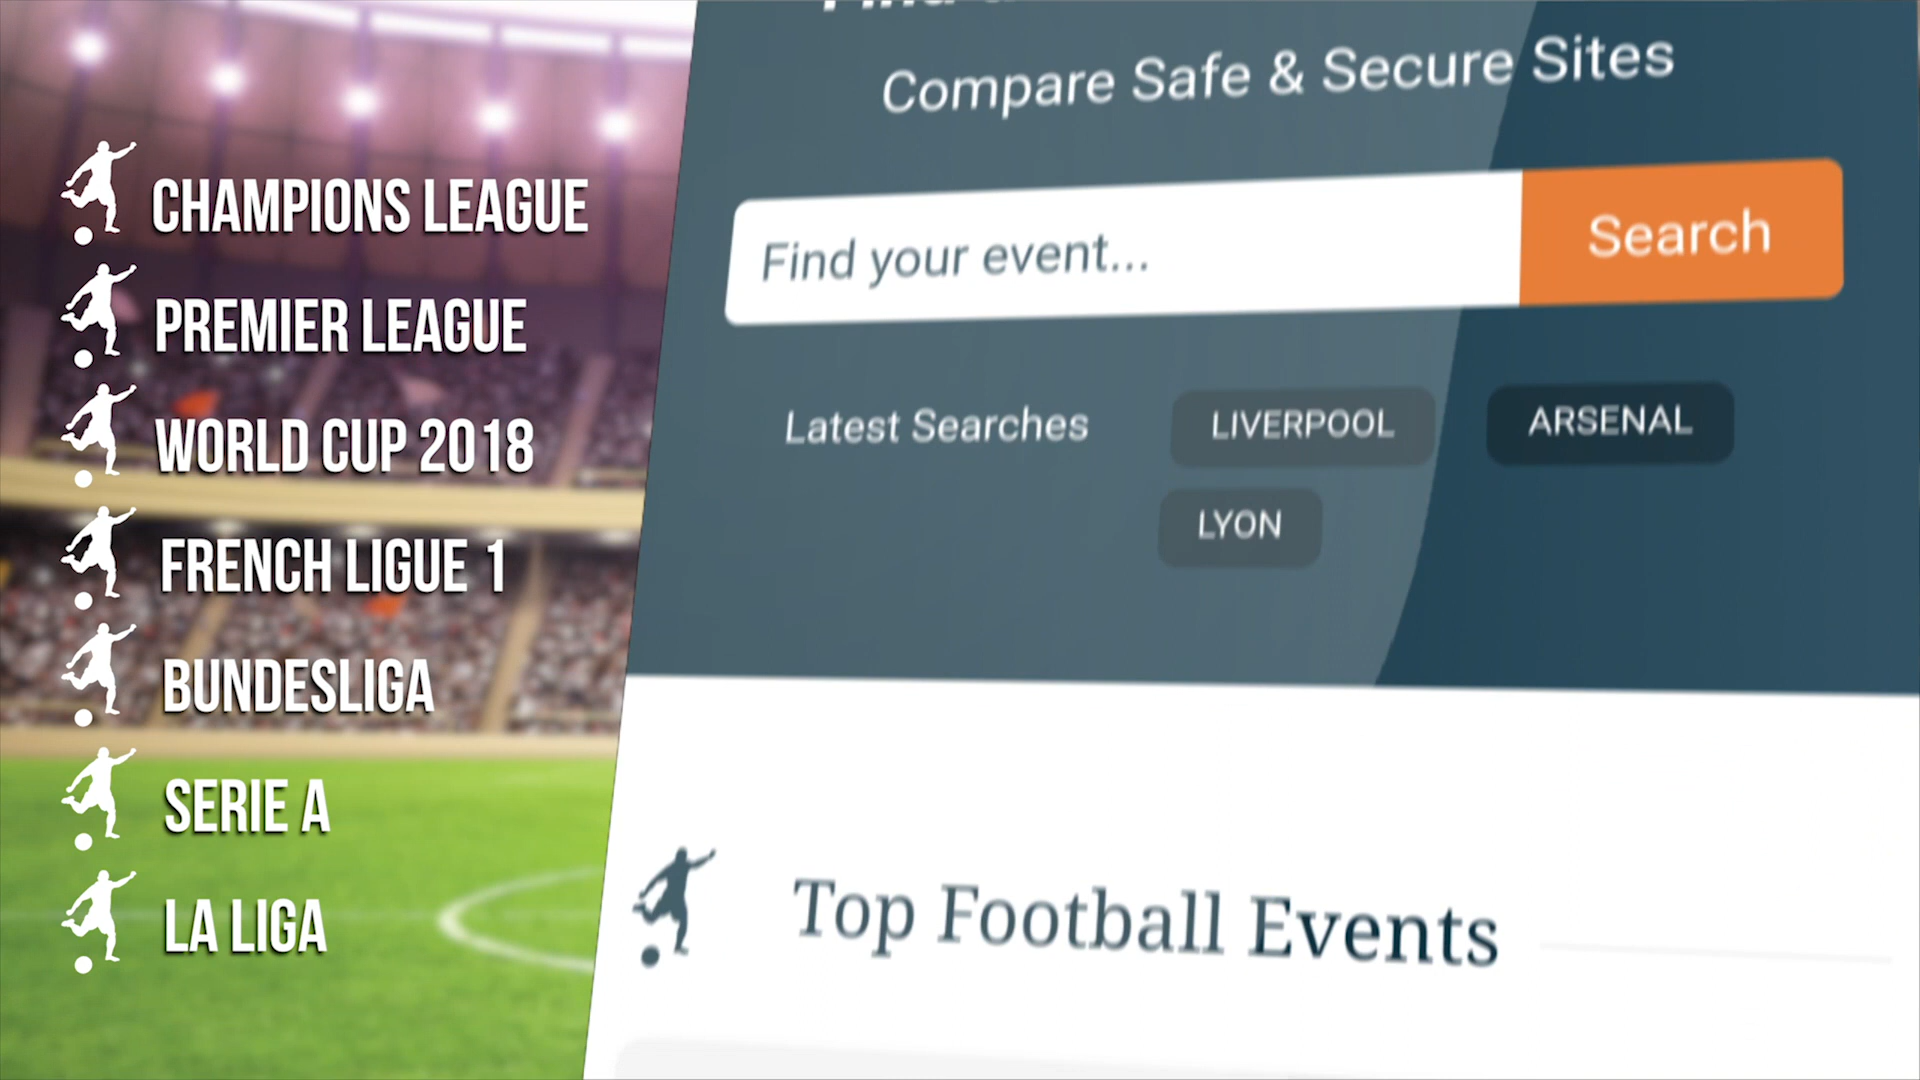 CHAMPIONS LEAGUE
PREMIER LEAGUE
WORLD CUP 2018
FRENCH LIGUE 1
BUNDESLIGA
SERIE A
LA LIGA
Compare Safe & Secure Sites
Find your event...
Search
Latest Searches
LIVERPOOL
ARSENAL
LYON
Top Football Events